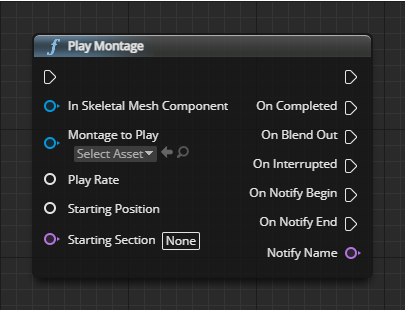 f Play Montage
In Skeletal Mesh Component
On Completed
Montage to Play
Select Asset
On Blend Out
On Interrupted
Play Rate
On Notify Begin
Starting Position
On Notify End
Starting Section None
Notify Name